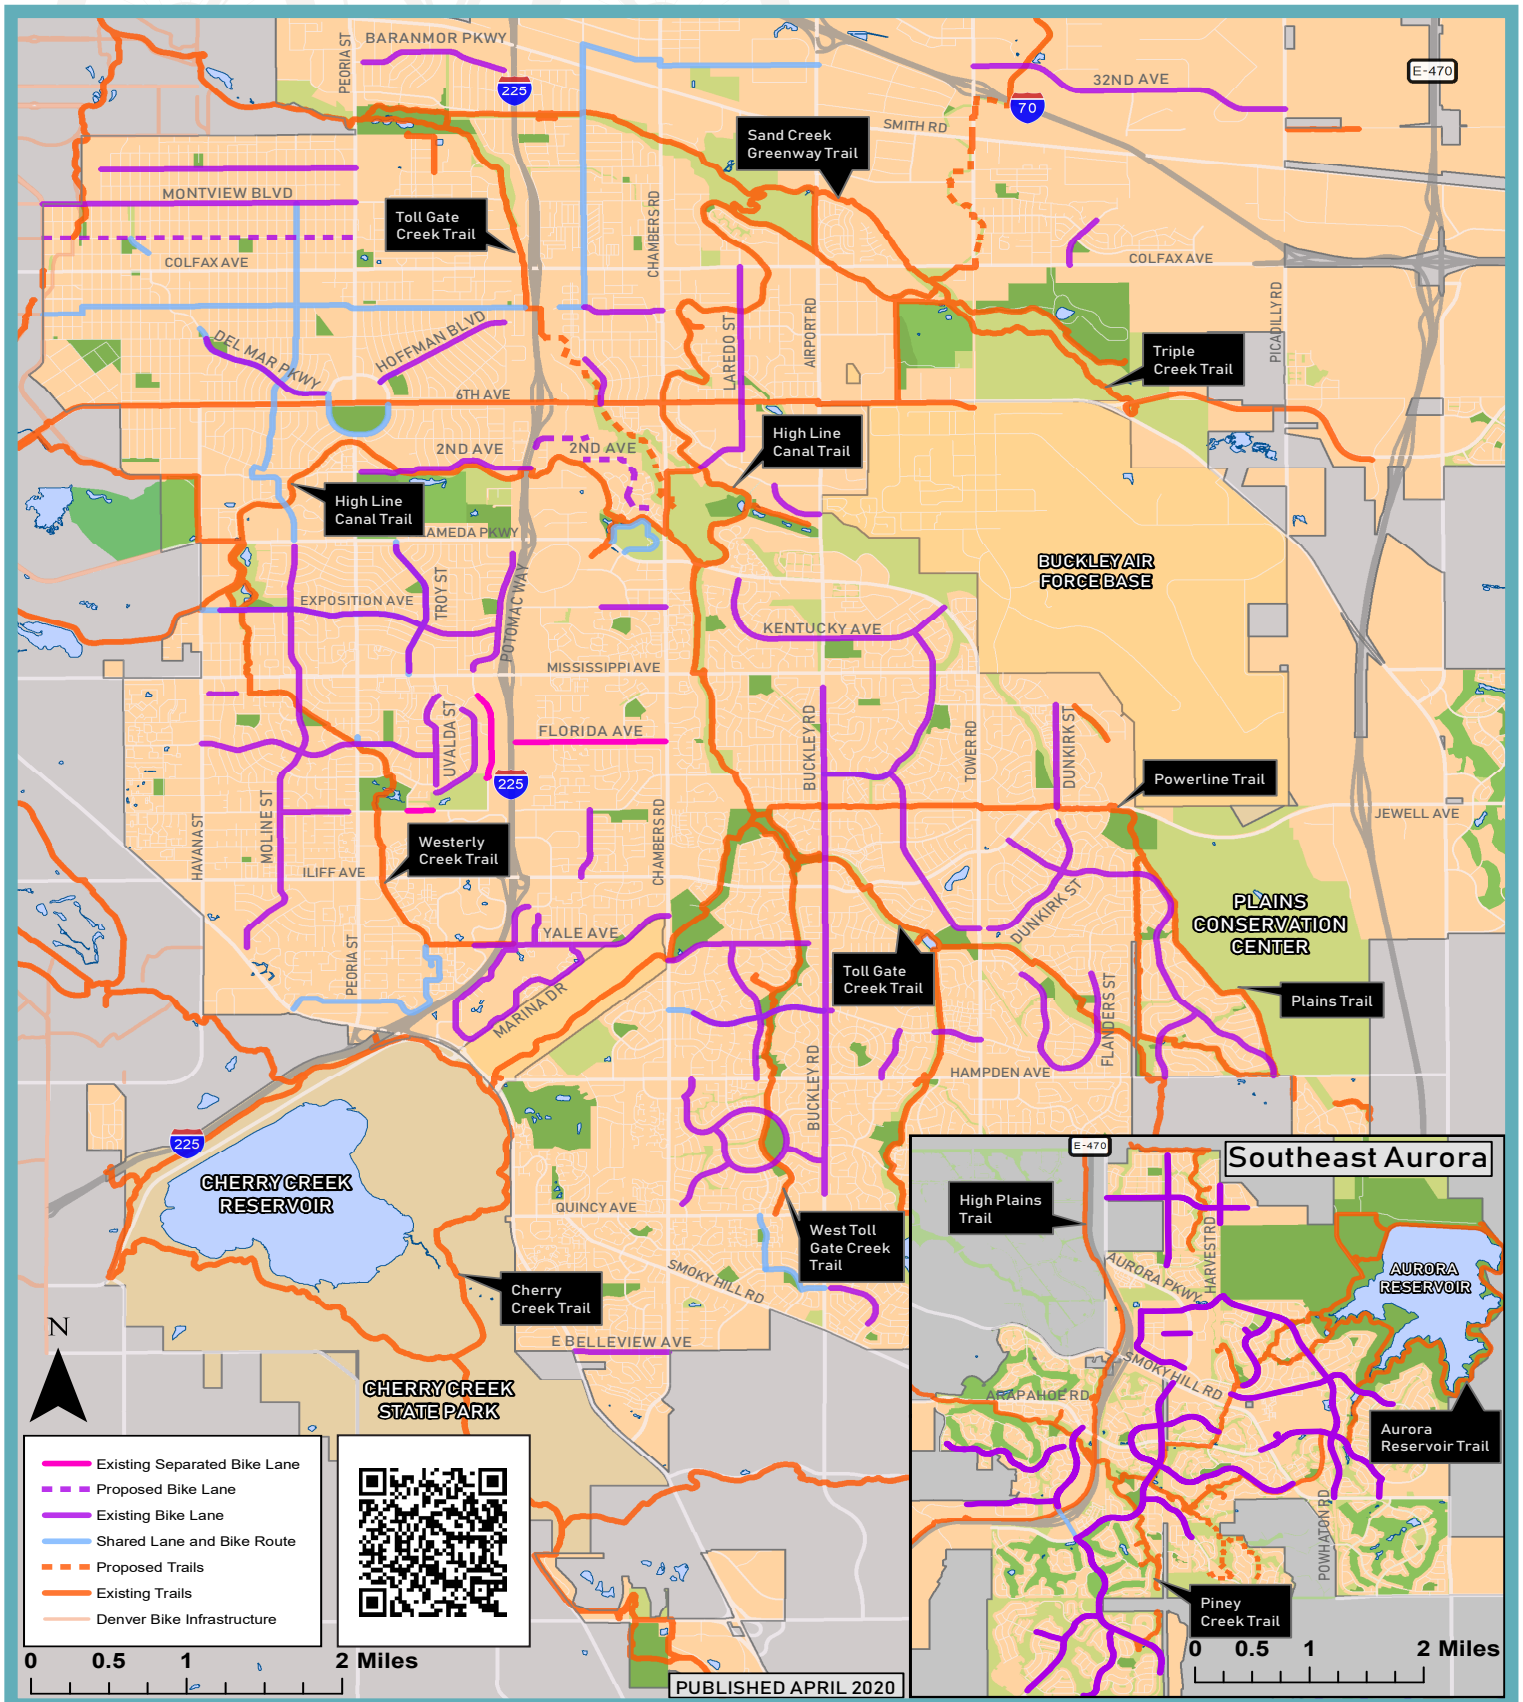 BARANMOR PKWY
PEORIA ST
225
E-470
32ND AVE
70
SMITH RD
Sand Creek
Greenway Trail
MONTVIEW BLVD
Toll Gate
Creek Trail
CHAMBERS RD
COLFAX AVE
COLFAX AVE
PICADILLY RD
AIRPORT RD
LAREDO ST
DEL MAR PKWY
HOFFMAN BLVD
Triple
Creek Trail
6TH AVE
High Line
Canal Trail
2ND AVE
2ND AVE
High Line
Canal Trail
AMEDA PKWY
BUCKLEY AIR
FORCE BASE
TROY ST
POTOMAC WAY
EXPOSITION AVE
KENTUCKY AVE
MISSISSIPPI AVE
UVALDA ST
FLORIDA AVE
BUCKLEY RD
TOWER RD
DUNKIRK ST
225
Powerline Trail
JEWELL AVE
HAVANA ST
MOLINE ST
Westerly
Creek Trail
CHAMBERS RD
ILIFF AVE
PLAINS
CONSERVATION
CENTER
DUNKIRK ST
YALE AVE
PEORIA ST
Toll Gate
Creek Trail
FLANDERS ST
Plains Trail
MARINA DR
BUCKLEY RD
HAMPDEN AVE
225
CHERRY CREEK
RESERVOIR
QUINCY AVE
West Toll
Gate Creek
Trail
SMOKY HILL RD
Cherry
Creek Trail
E BELLEVIEW AVE
CHERRY CREEK
STATE PARK
N
Existing Separated Bike Lane
Proposed Bike Lane
Existing Bike Lane
Shared Lane and Bike Route
Proposed Trails
Existing Trails
Denver Bike Infrastructure
0 0.5 1 2 Miles
PUBLISHED APRIL 2020
E-470
Southeast Aurora
High Plains
Trail
HARVEST RD
AURORA PKWY
AURORA
RESERVOIR
SMOKY HILL RD
ARAPAHOE RD
Aurora
Reservoir Trail
POWHATON RD
Piney
Creek Trail
0 0.5 1 2 Miles